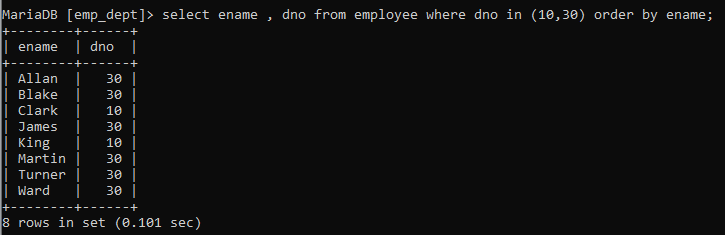 MariaDB [emp_dept]> select ename , dno from employee where dno in (10,30) order by ename;
+--------+------+
| ename  | dno  |
+--------+------+
| Allan  |   30 |
| Blake  |   30 |
| Clark  |   10 |
| James  |   30 |
| King   |   10 |
| Martin |   30 |
| Turner |   30 |
| Ward   |   30 |
+--------+------+
8 rows in set (0.101 sec)